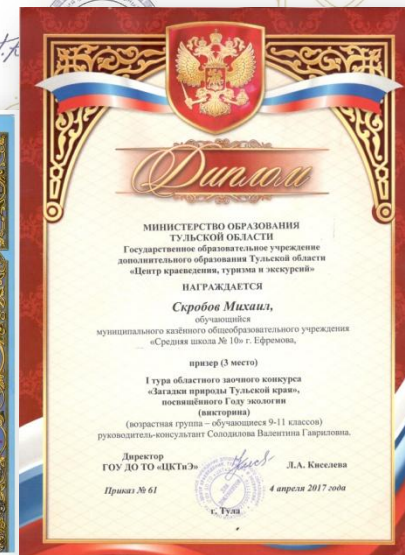 Диплом
МИНИСТЕРСТВО ОБРАЗОВАНИЯ
ТУЛЬСКОЙ ОБЛАСТИ
Государственное образовательное учреждение
дополнительного образования Тульской области
«Центр краеведения, туризма и экскурсий»
НАГРАЖДАЕТСЯ
Скробов Михаил,
обучающийся
муниципального казённого общеобразовательного учреждения
«Средняя школа № 10» г. Ефремова,
призер (3 место)
I тура областного заочного конкурса
«Загадки природы Тульской края»,
посвящённого Году экологии
(викторина)
(возрастная группа – обучающиеся 9-11 классов)
руководитель-консультант Солодилова Валентина Гавриловна.
Директор
ГОУ ДО ТО «ЦКТиЭ» Л.А. Киселева
Приказ № 61 4 апреля 2017 года
г. Тула